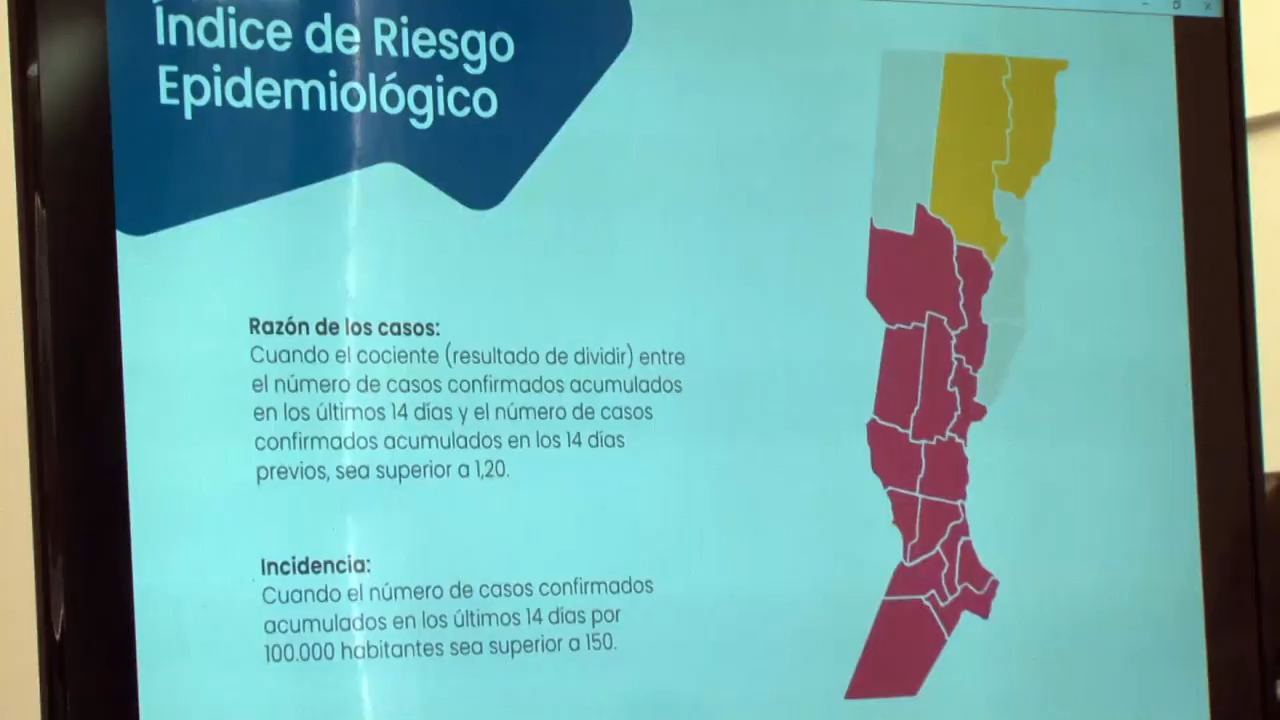 Índice de Riesgo
Epidemiológico
Razón de los casos:
Cuando el cociente (resultado de dividir) entre
el número de casos confirmados acumulados
en los últimos 14 días y el número de casos
confirmados acumulados en los 14 días
previos, sea superior a 1,20.
Incidencia:
Cuando el número de casos confirmados
acumulados en los últimos 14 días por
100.000 habitantes sea superior a 150.